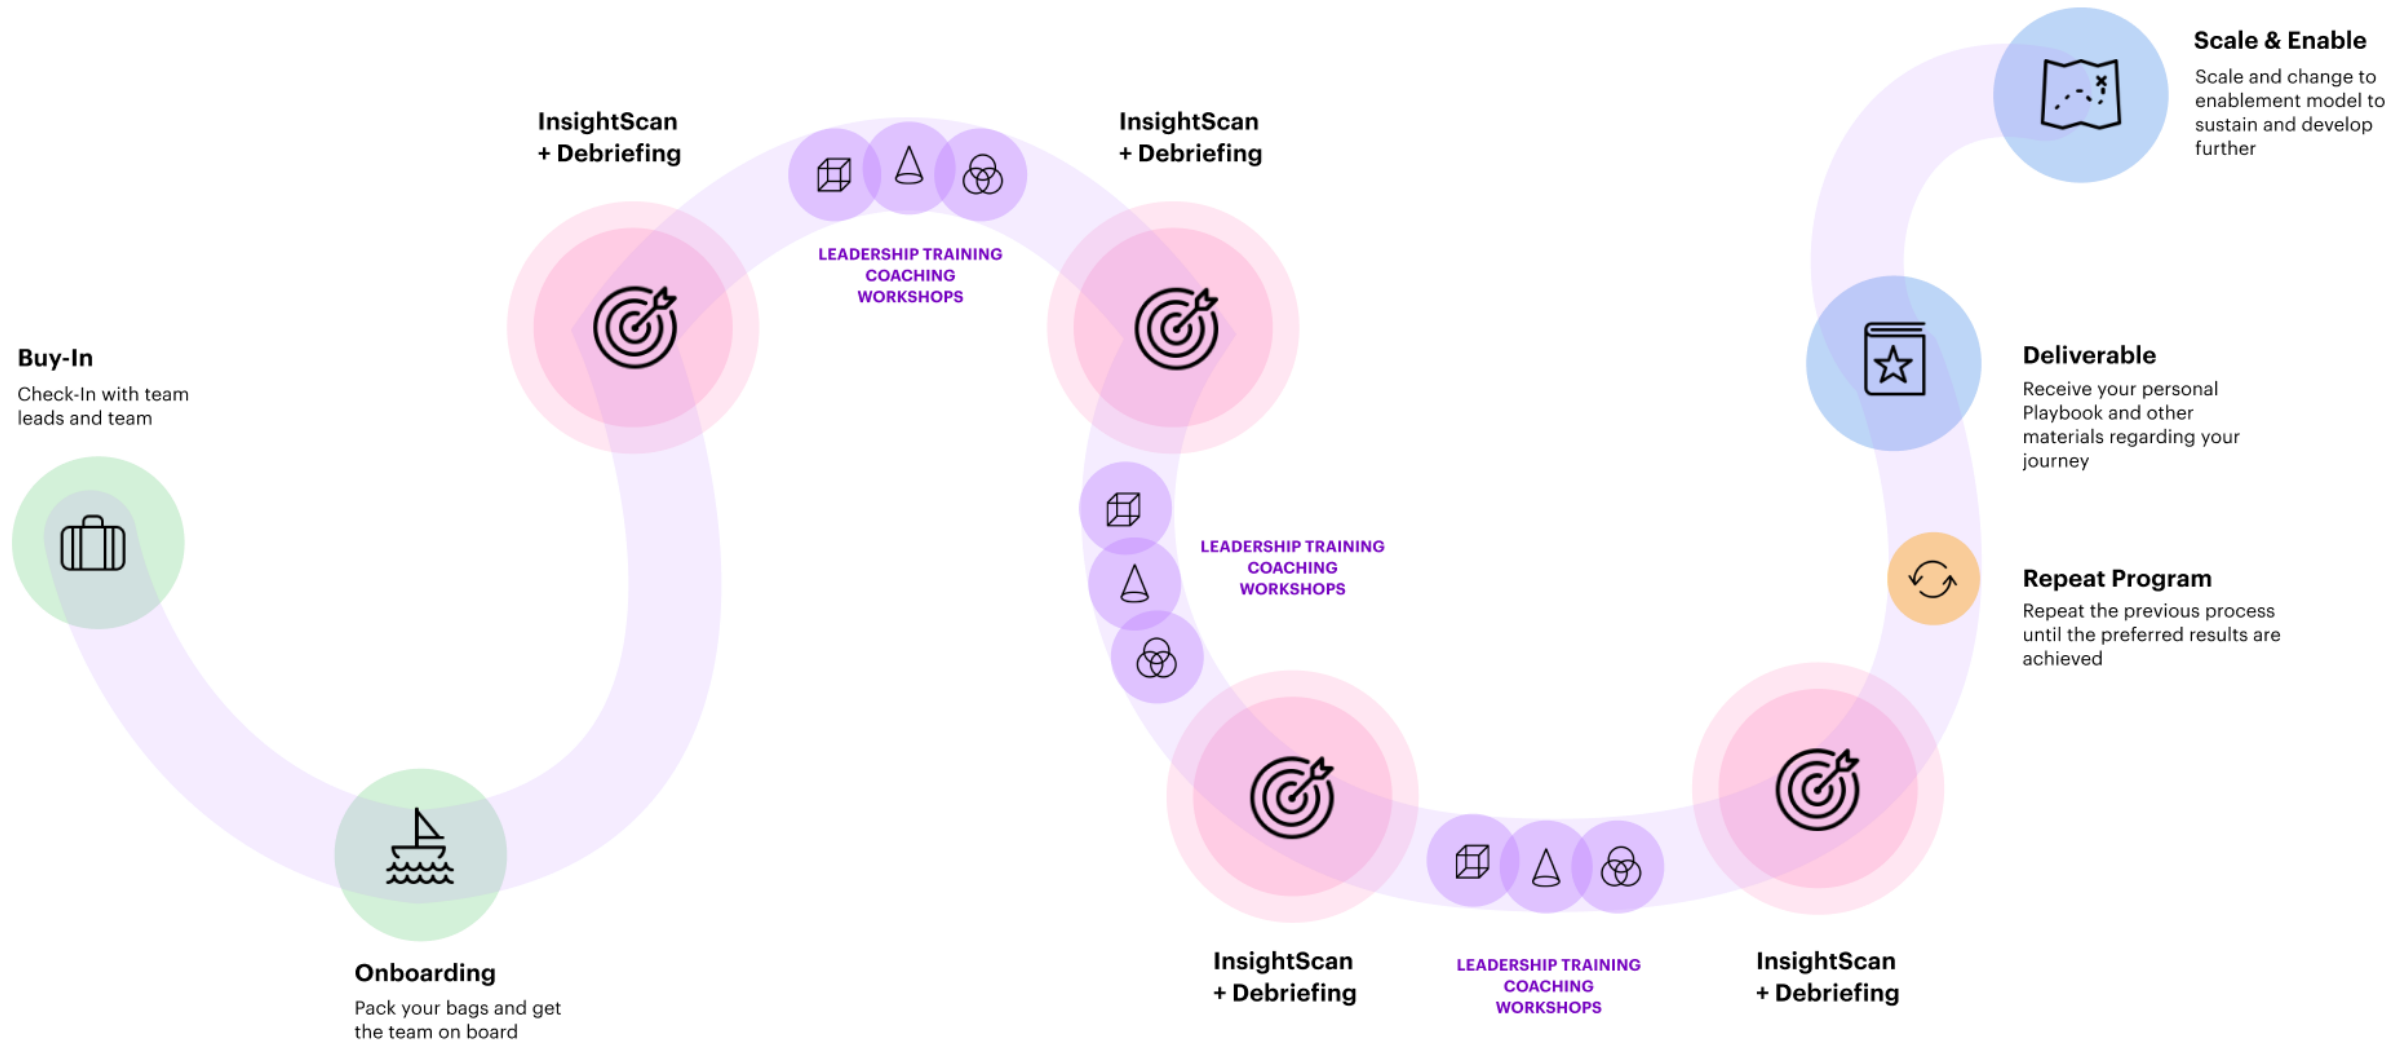 Buy-In
Check-In with team
leads and team
Onboarding
Pack your bags and get
the team on board
InsightScan
+ Debriefing
LEADERSHIP TRAINING
COACHING
WORKSHOPS
InsightScan
+ Debriefing
LEADERSHIP TRAINING
COACHING
WORKSHOPS
InsightScan
+ Debriefing
LEADERSHIP TRAINING
COACHING
WORKSHOPS
InsightScan
+ Debriefing
Repeat Program
Repeat the previous process
until the preferred results are
achieved
Deliverable
Receive your personal
Playbook and other
materials regarding your
journey
Scale & Enable
Scale and change to
enablement model to
sustain and develop
further